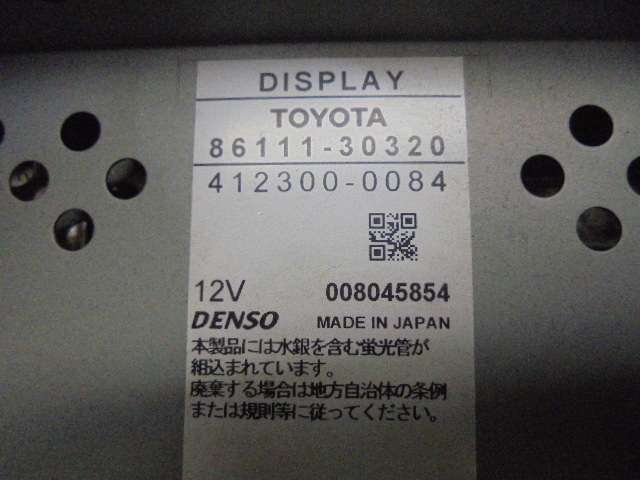 DISPLAY
TOYOTA
86111-30320
412300-0084
12V 008045854
DENSO MADE IN JAPAN
本製品には水銀を含む蛍光管が
組込まれています。
廃棄する場合は地方自治体の条例
または規則等に従ってください。